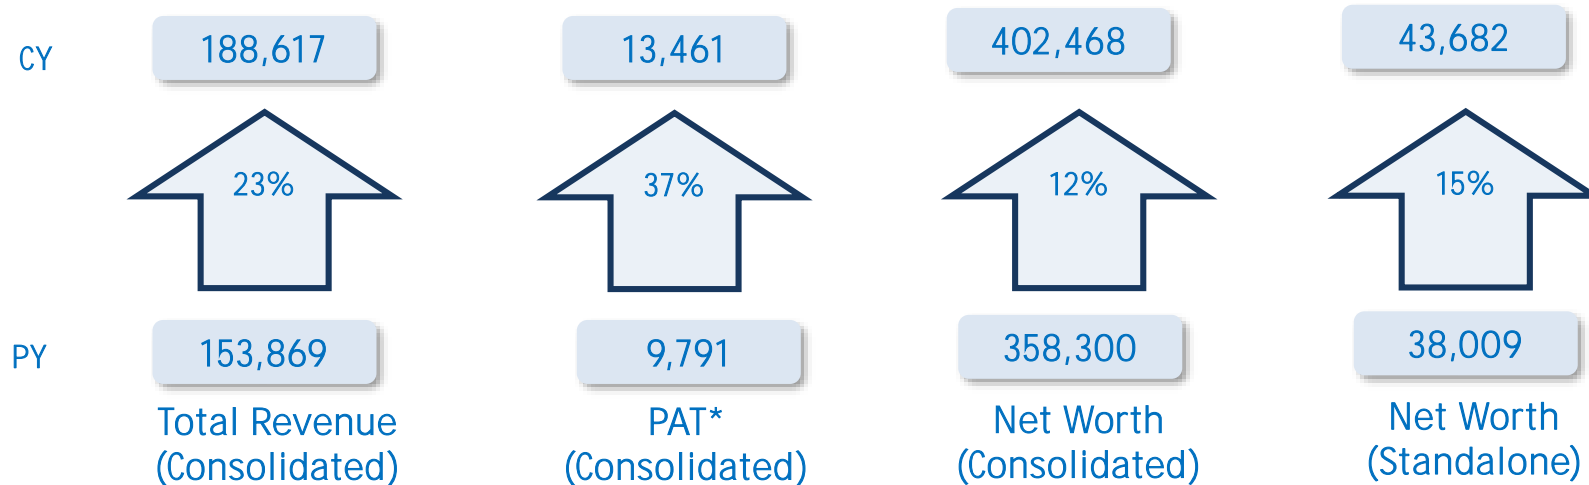 CY
188,617
13,461
402,468
43,682
23%
37%
12%
15%
PY
153,869
9,791
358,300
38,009
Total Revenue
(Consolidated)
PAT*
(Consolidated)
Net Worth
(Consolidated)
Net Worth
(Standalone)